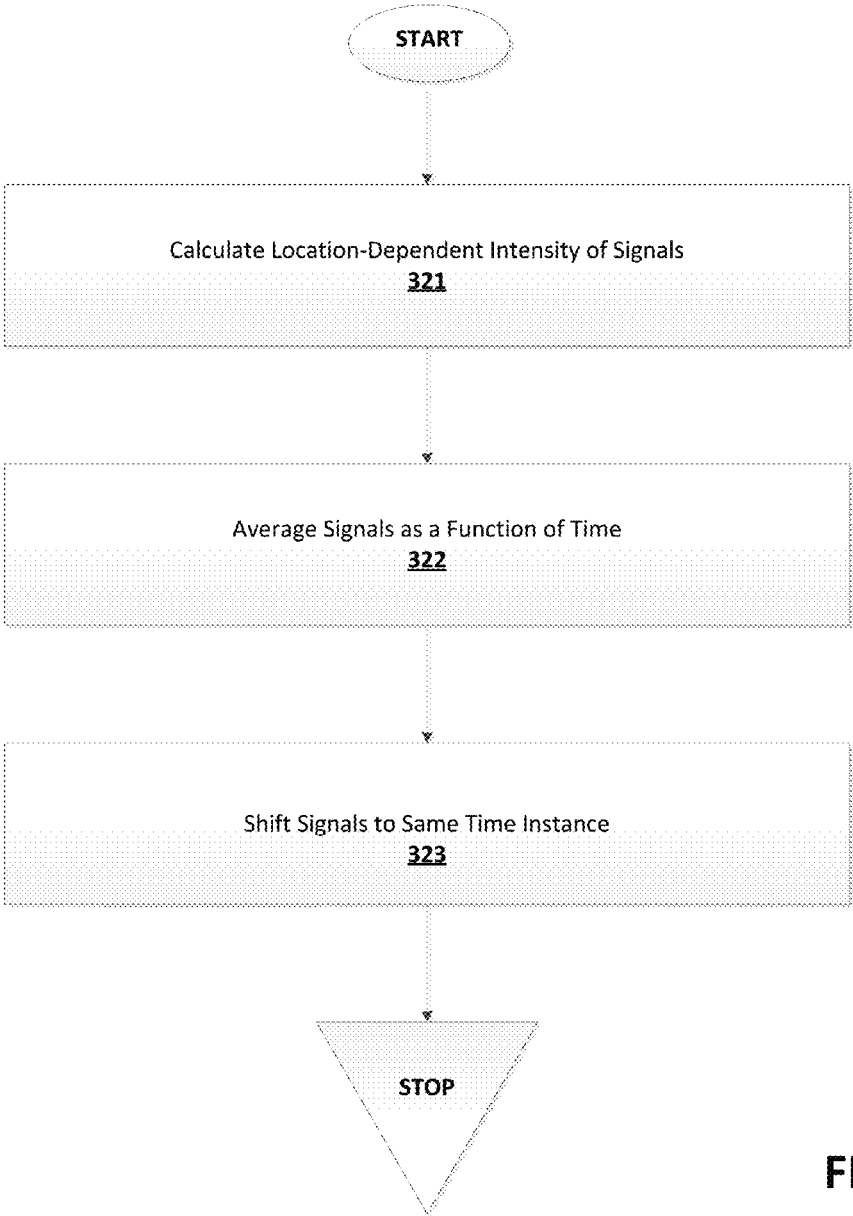 START
Calculate Location-Dependent Intensity of Signals
321
Average Signals as a Function of Time
322
Shift Signals to Same Time Instance
323
STOP